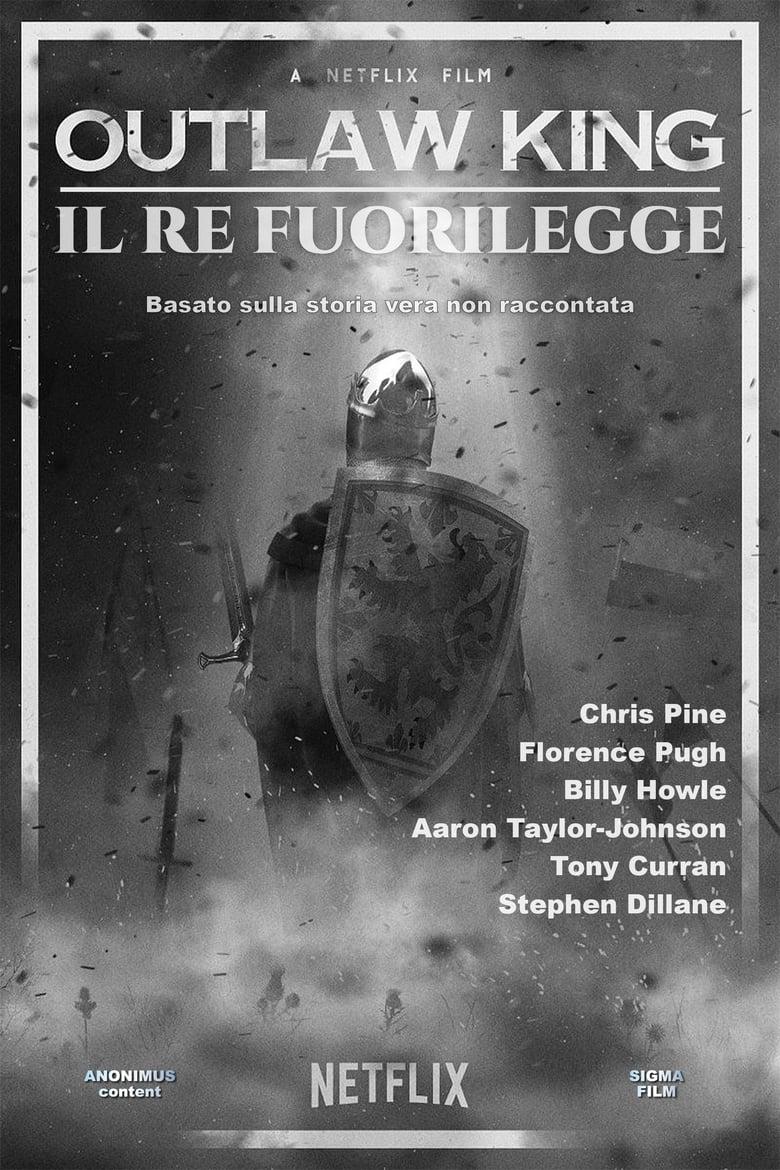 A NETFLIX FILM
OUTLAW KING
IL RE FUORILEGGE
Basato sulla storia vera non raccontata
Chris Pine
Florence Pugh
Billy Howle
Aaron Taylor-Johnson
Tony Curran
Stephen Dillane
ANONIMUS
content
NETFLIX
SIGMA
FILM